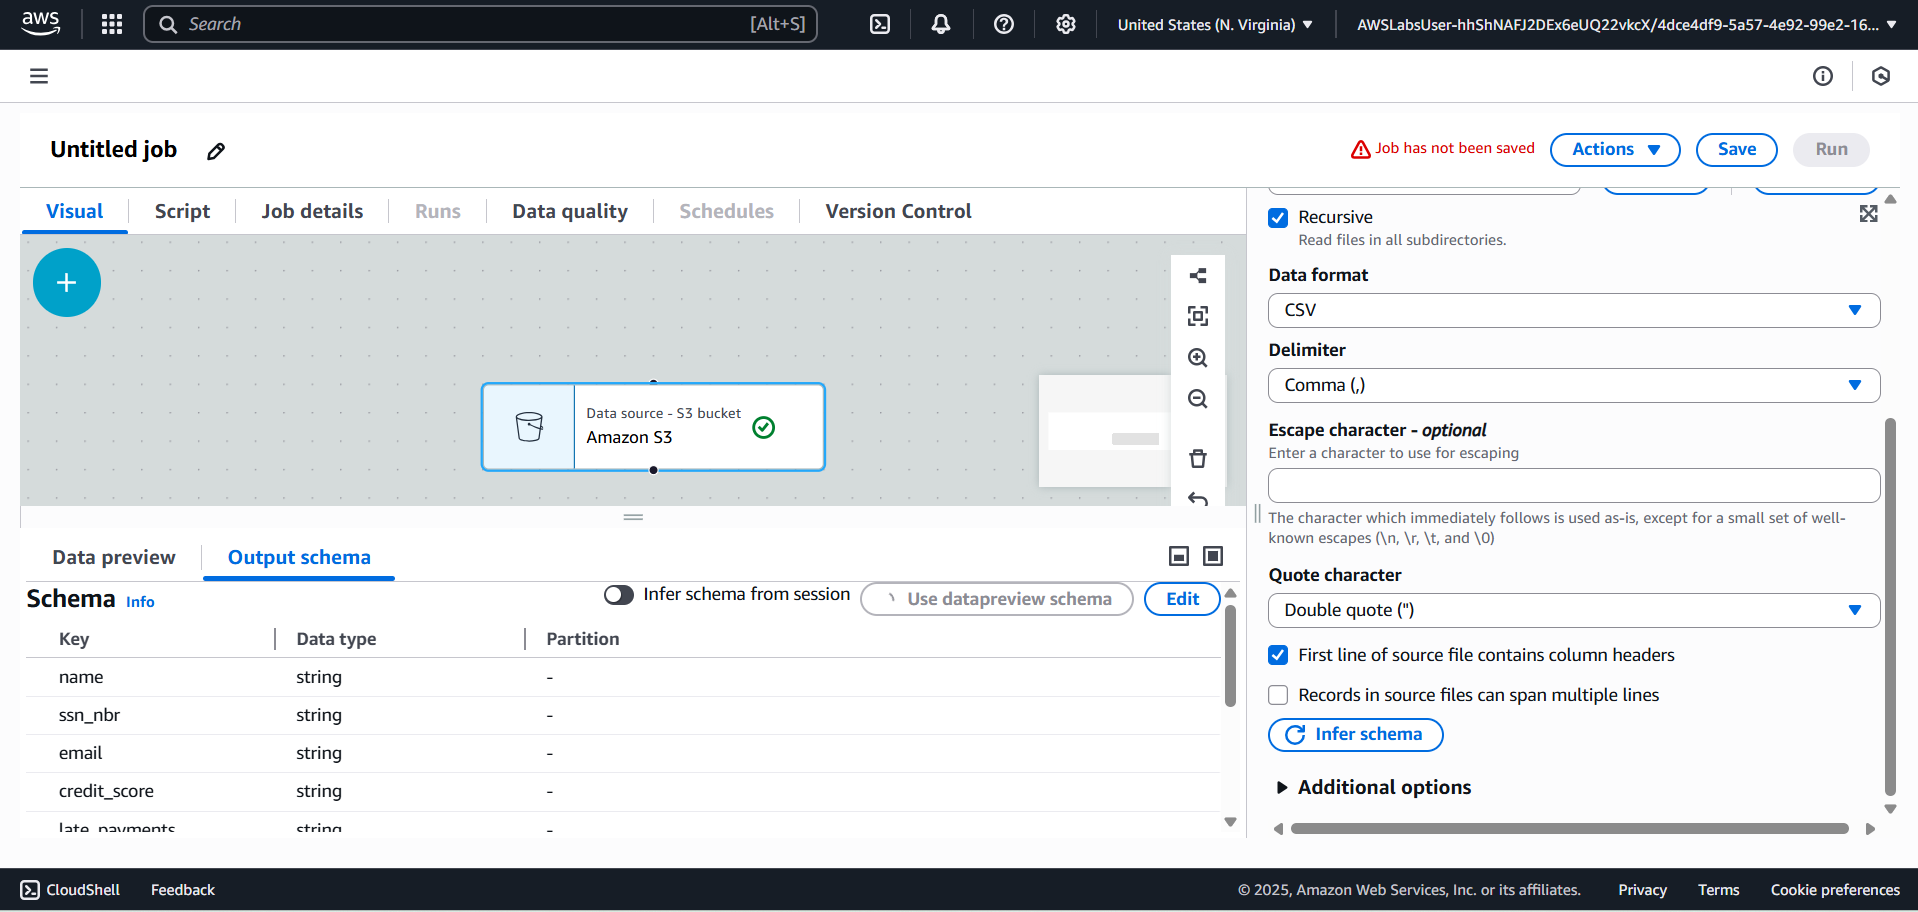 aws
Search
[Alt+S]
United States (N. Virginia)
AWSLabsUser-hhShNAFJ2DEx6eUQ22vkcX/4dce4df9-5a57-4e92-99e2-16...
Untitled job
Job has not been saved
Actions
Save
Run
Visual
Script
Job details
Runs
Data quality
Schedules
Version Control
Data source - S3 bucket
Amazon S3
Data preview
Output schema
Schema Info
Infer schema from session
Use datapreview schema
Edit
Key Data type Partition
name string -
ssn_nbr string -
email string -
credit_score string -
late_payments string -
Recursive
Read files in all subdirectories.
Data format
CSV
Delimiter
Comma (,)
Escape character - optional
Enter a character to use for escaping
The character which immediately follows is used as-is, except for a small set of well-
known escapes (\n, \r, \t, and \0)
Quote character
Double quote (")
First line of source file contains column headers
Records in source files can span multiple lines
Infer schema
Additional options
CloudShell
Feedback
© 2025, Amazon Web Services, Inc. or its affiliates.
Privacy
Terms
Cookie preferences